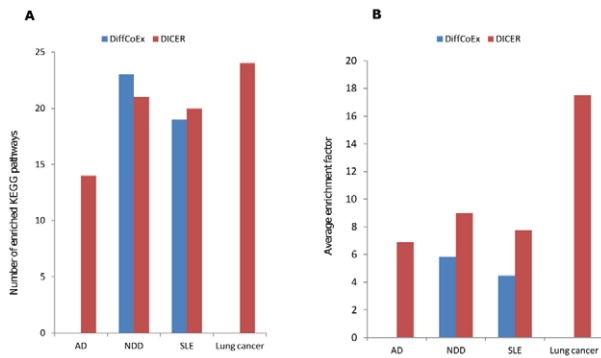 A
DiffCoEx DICER
Number of enriched KEGG pathways
25
20
15
10
5
0
AD NDD SLE Lung cancer
B
DiffCoEx DICER
Average enrichment factor
20
18
16
14
12
10
8
6
4
2
0
AD NDD SLE Lung cancer